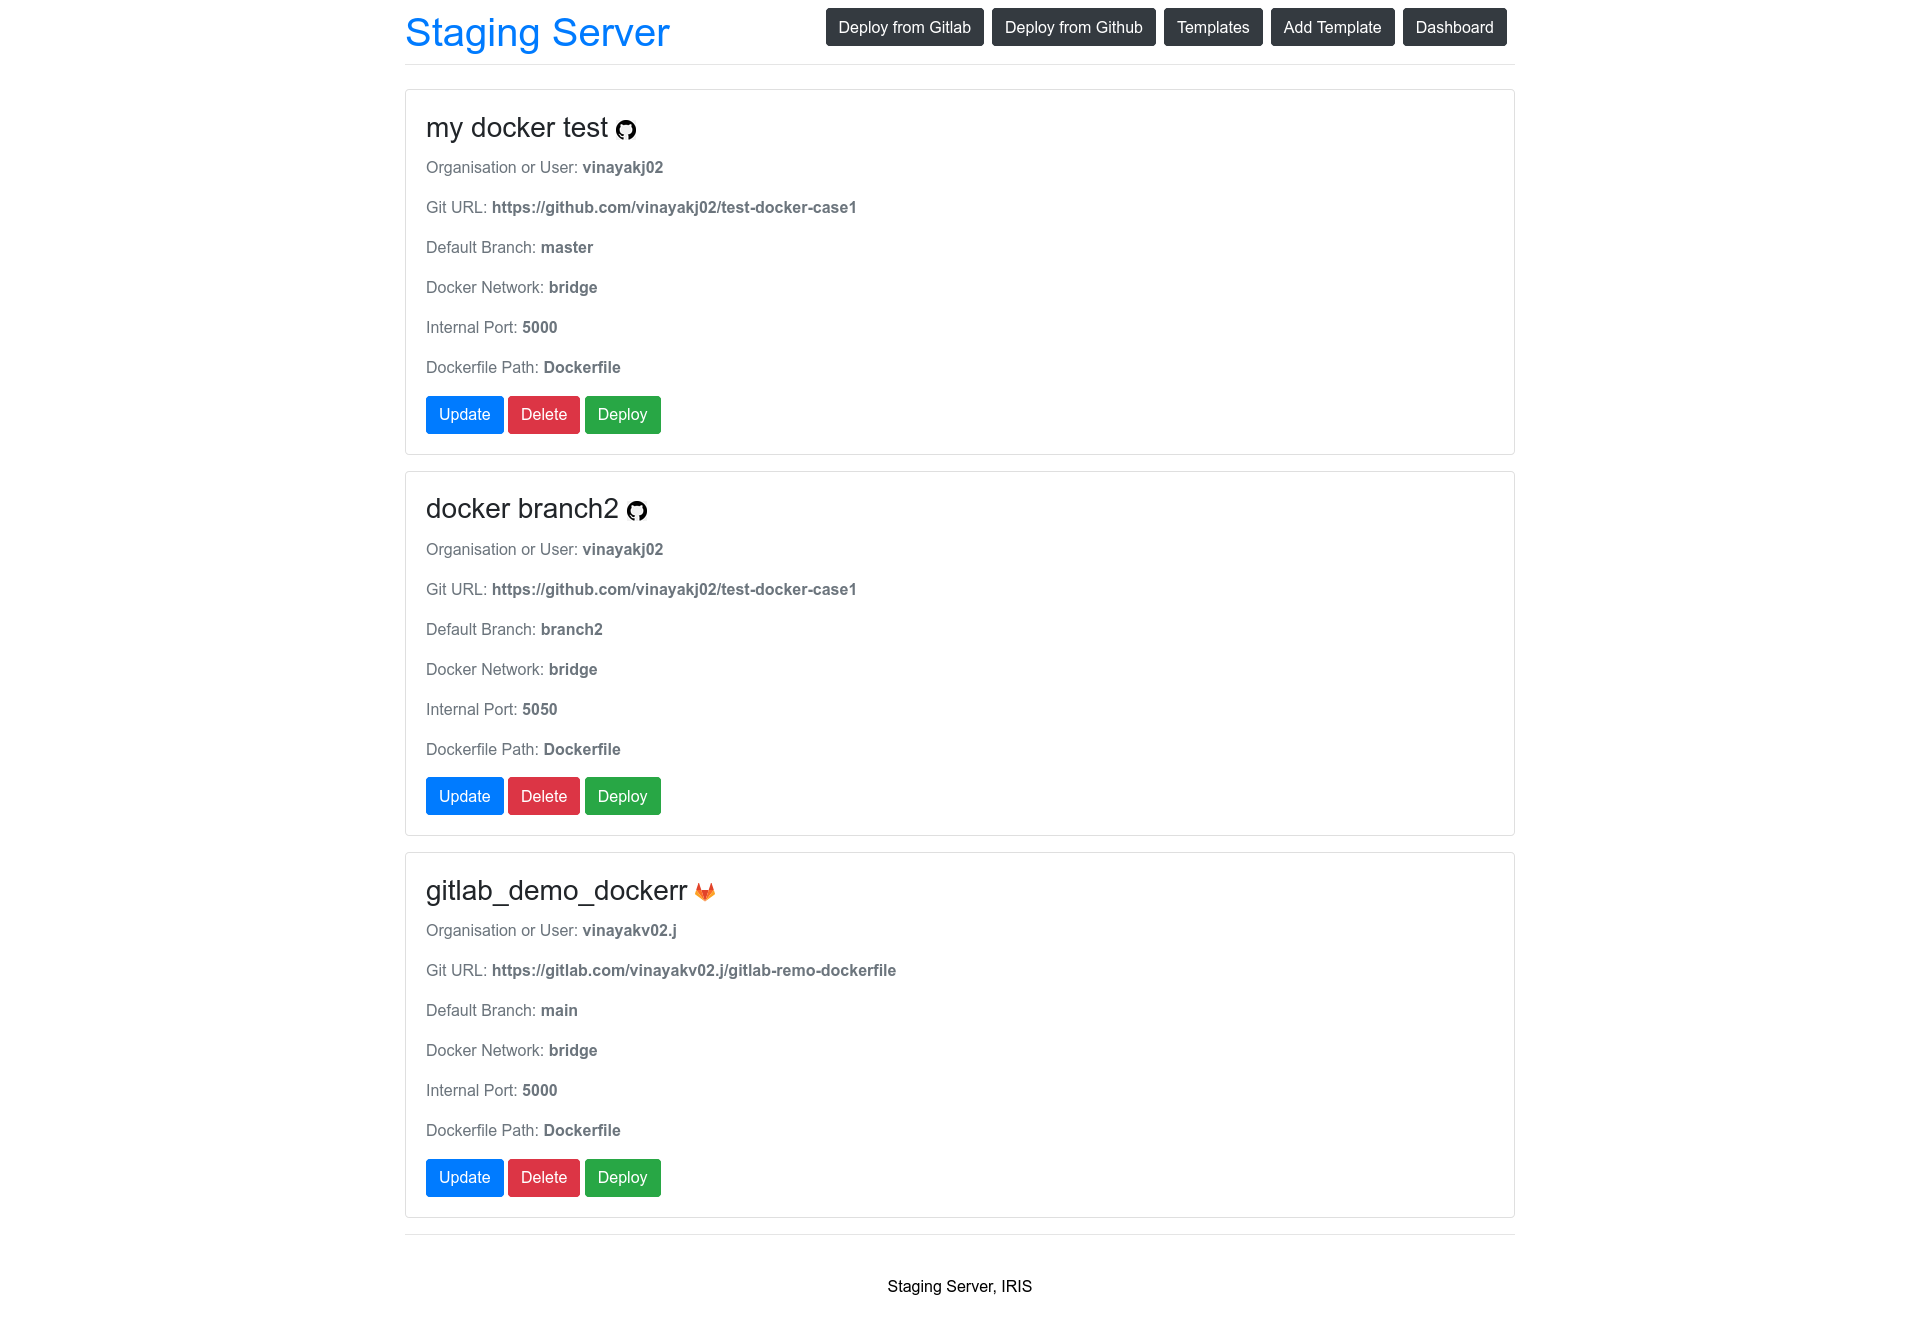 Staging Server
Deploy from Gitlab Deploy from Github Templates Add Template Dashboard
my docker test
Organisation or User: vinayakj02
Git URL: https://github.com/vinayakj02/test-docker-case1
Default Branch: master
Docker Network: bridge
Internal Port: 5000
Dockerfile Path: Dockerfile
Update Delete Deploy
docker branch2
Organisation or User: vinayakj02
Git URL: https://github.com/vinayakj02/test-docker-case1
Default Branch: branch2
Docker Network: bridge
Internal Port: 5050
Dockerfile Path: Dockerfile
Update Delete Deploy
gitlab_demo_dockerr
Organisation or User: vinayakv02.j
Git URL: https://gitlab.com/vinayakv02.j/gitlab-remo-dockerfile
Default Branch: main
Docker Network: bridge
Internal Port: 5000
Dockerfile Path: Dockerfile
Update Delete Deploy
Staging Server, IRIS